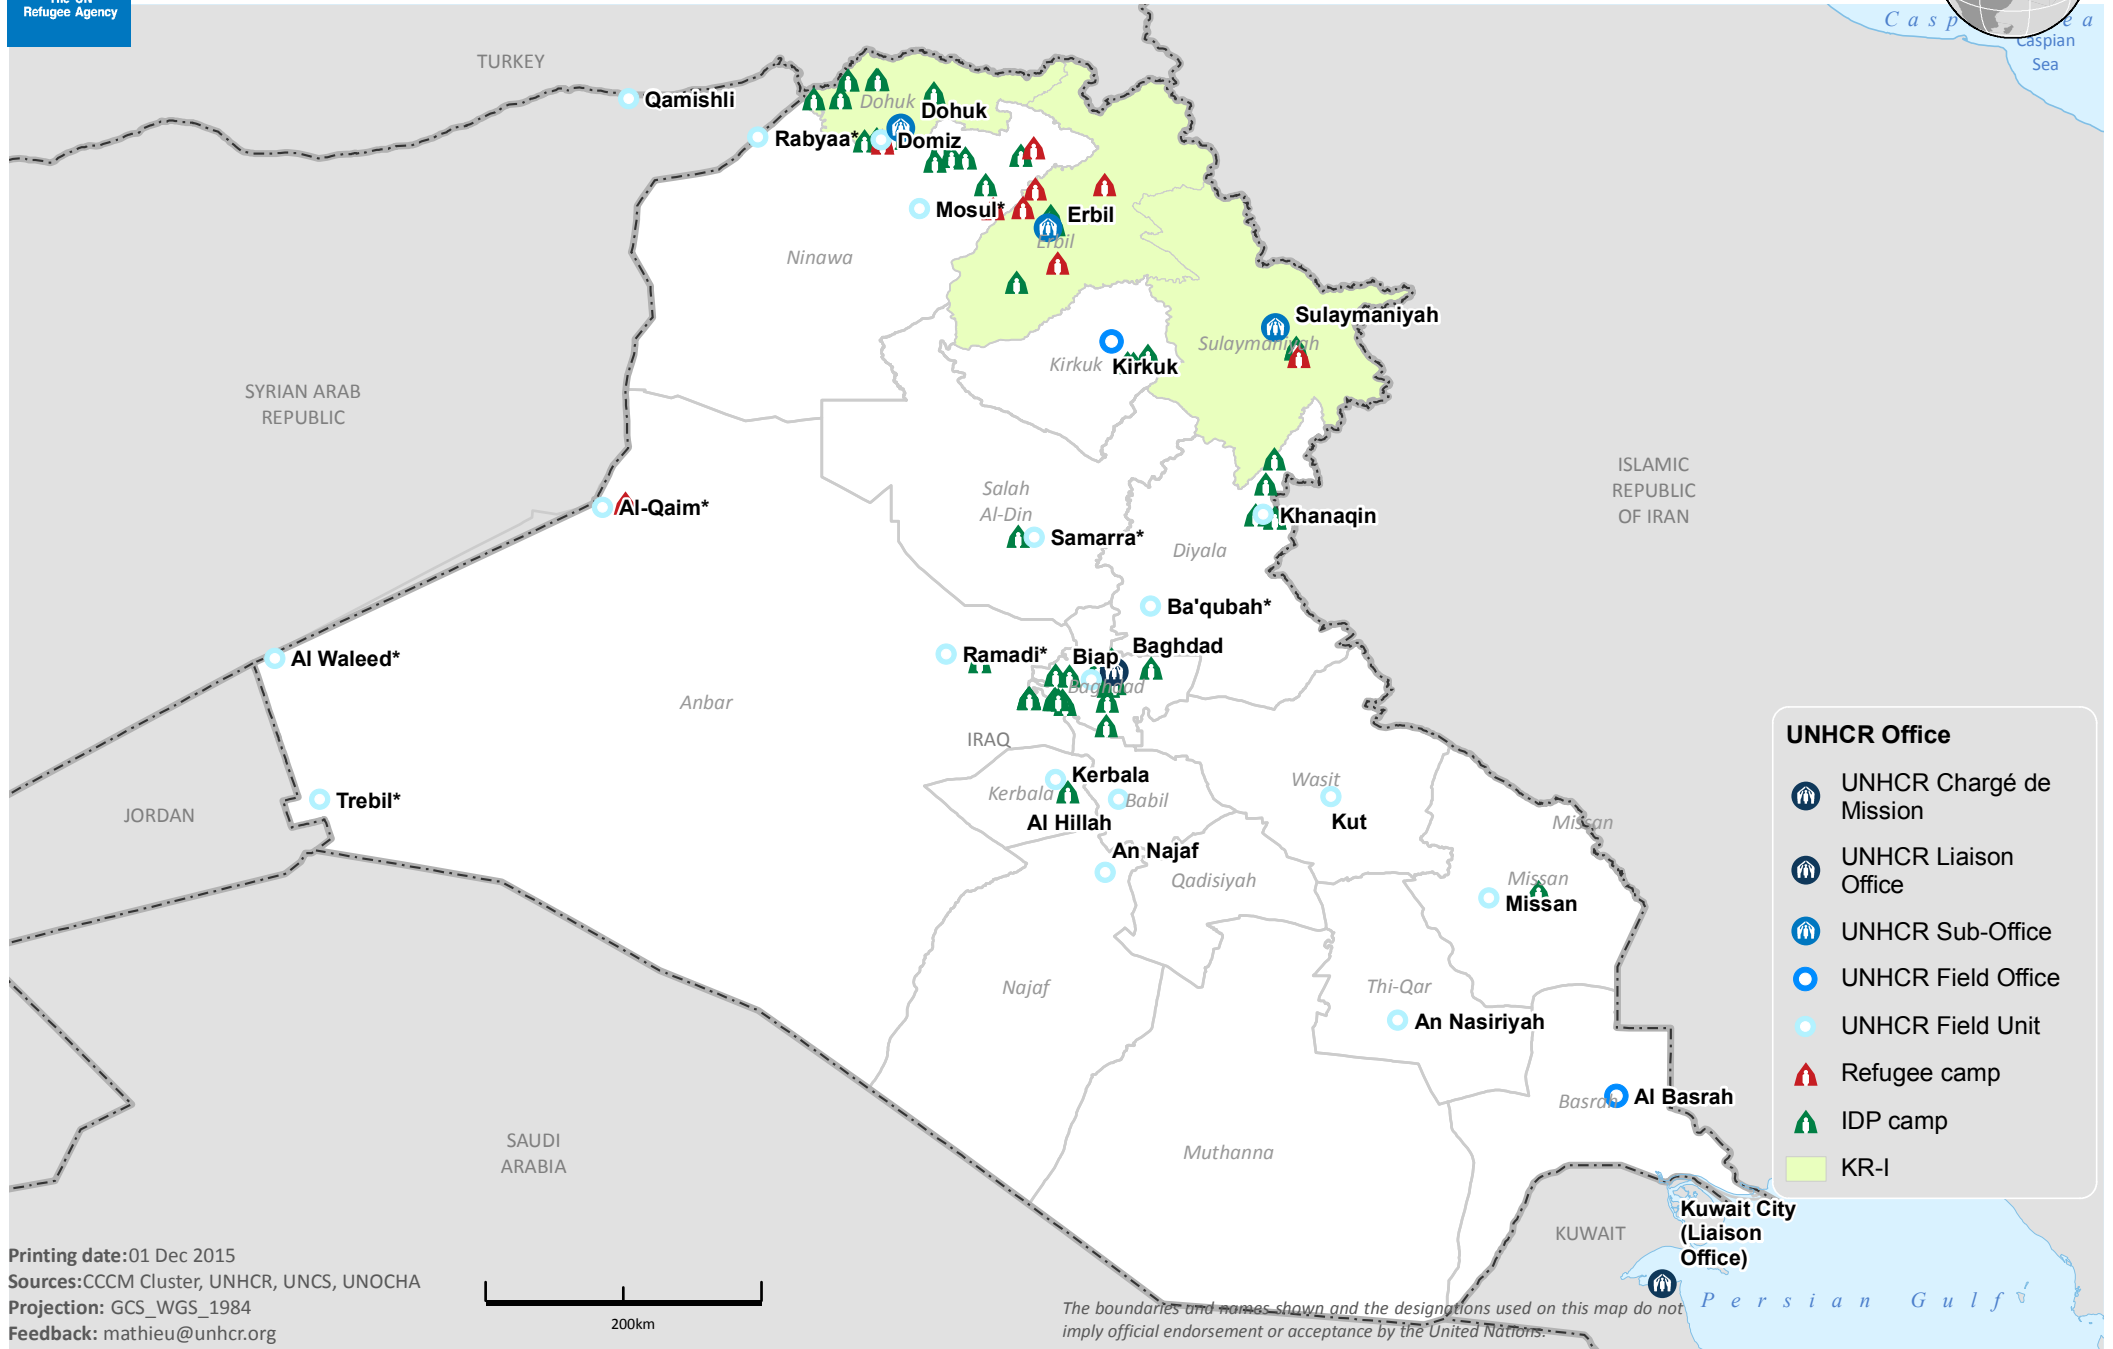 The UN
Refugee Agency
Caspian Sea
Caspian
Sea
TURKEY
Qamishli
Dohuk
Dohuk
Rabyaa*
Domiz
Mosul*
Erbil
Erbil
Ninawa
Sulaymaniyah
Sulaymaniyah
Kirkuk
Kirkuk
SYRIAN ARAB
REPUBLIC
ISLAMIC
REPUBLIC
OF IRAN
Salah
Al-Din
Al-Qaim*
Khanaqin
Samarra*
Diyala
Ba'qubah*
Al Waleed*
Ramadi*
Biap
Baghdad
Baghdad
Anbar
IRAQ
Kerbala
Kerbala
Babil
Wasit
Trebil*
JORDAN
Al Hillah
Kut
Missan
An Najaf
Qadisiyah
Missan
Missan
Najaf
Thi-Qar
An Nasiriyah
Basrah
Al Basrah
SAUDI
ARABIA
Muthanna
KUWAIT
Kuwait City
(Liaison
Office)
Persian Gulf
UNHCR Office
UNHCR Chargé de
Mission
UNHCR Liaison
Office
UNHCR Sub-Office
UNHCR Field Office
UNHCR Field Unit
Refugee camp
IDP camp
KR-I
Printing date:01 Dec 2015
Sources:CCCM Cluster, UNHCR, UNCS, UNOCHA
Projection: GCS_WGS_1984
Feedback: mathieu@unhcr.org
200km
The boundaries and names shown and the designations used on this map do not
imply official endorsement or acceptance by the United Nations.